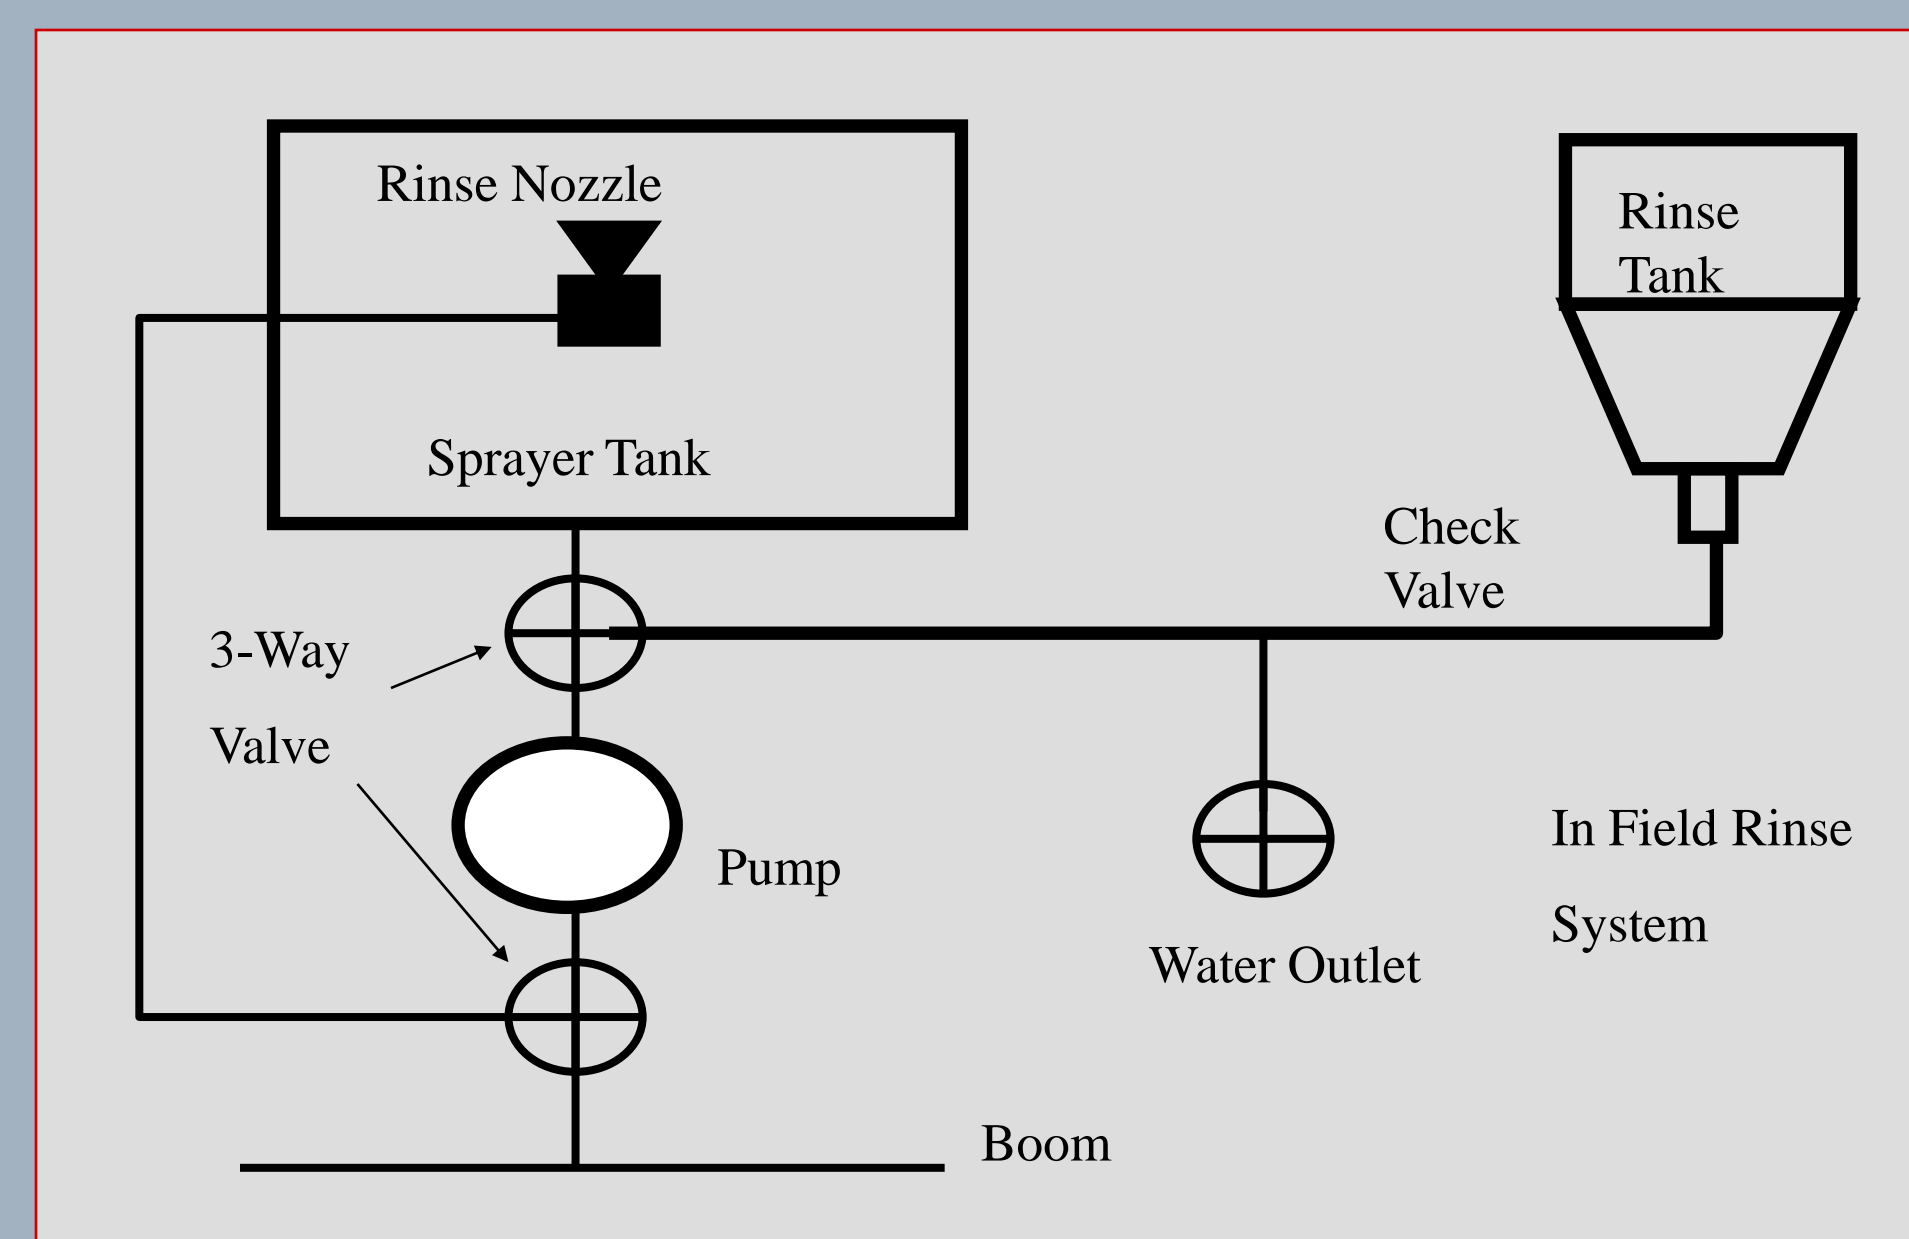 Rinse Nozzle
Rinse
Tank
Sprayer Tank
Check
Valve
3-Way
Valve
Pump
In Field Rinse
System
Water Outlet
Boom